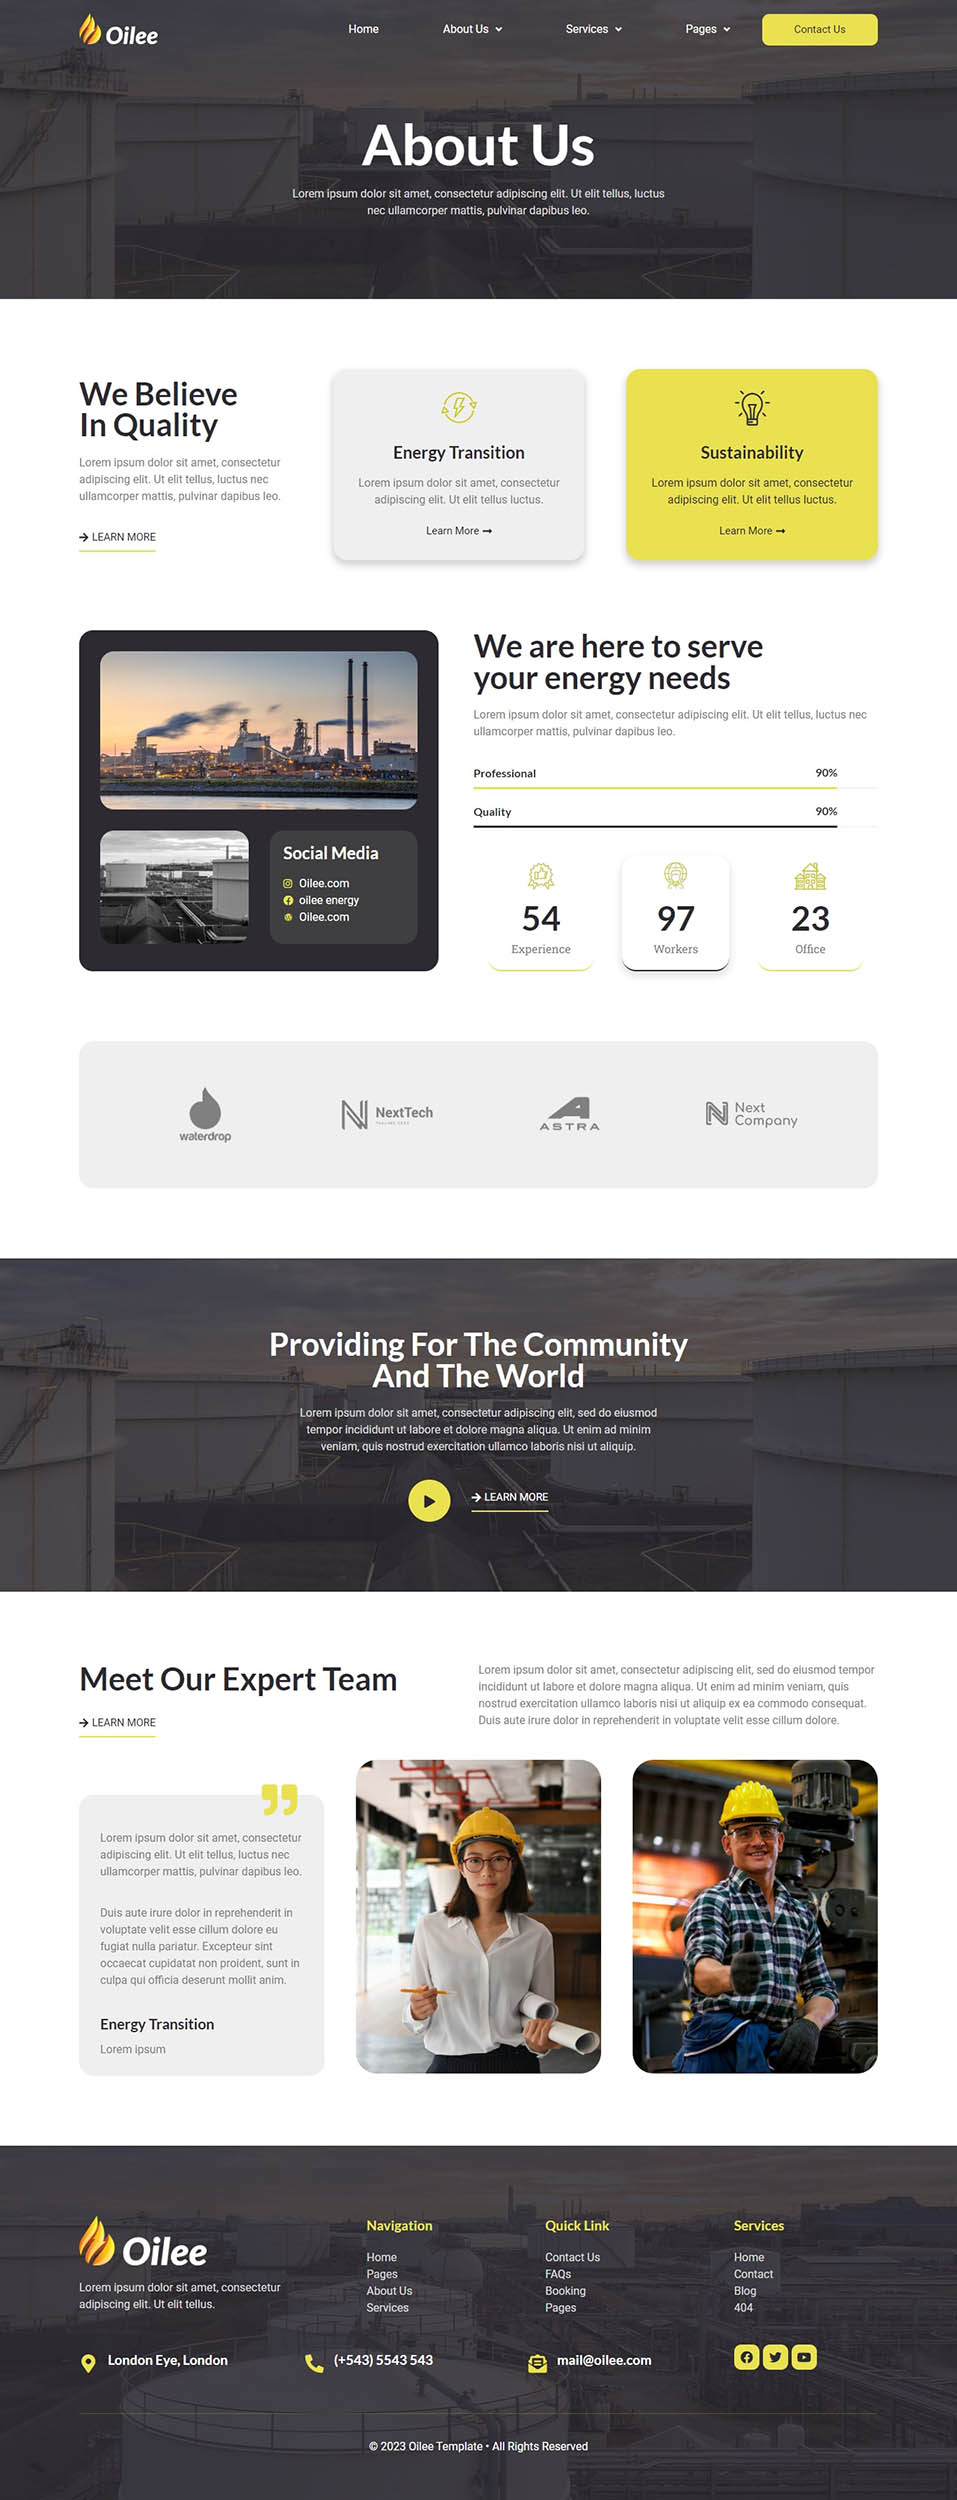 Oilee
Home
About Us
Services
Pages
Contact Us
About Us
Lorem ipsum dolor sit amet, consectetur adipiscing elit. Ut elit tellus, luctus
nec ullamcorper mattis, pulvinar dapibus leo.
We Believe
In Quality
Lorem ipsum dolor sit amet, consectetur
adipiscing elit. Ut elit tellus, luctus nec
ullamcorper mattis, pulvinar dapibus leo.
LEARN MORE
Energy Transition
Lorem ipsum dolor sit amet, consectetur
adipiscing elit. Ut elit tellus luctus.
Learn More
Sustainability
Lorem ipsum dolor sit amet, consectetur
adipiscing elit. Ut elit tellus luctus.
Learn More
Social Media
Oilee.com
oilee energy
Oilee.com
We are here to serve
your energy needs
Lorem ipsum dolor sit amet, consectetur adipiscing elit. Ut elit tellus, luctus nec
ullamcorper mattis, pulvinar dapibus leo.
Professional 90%
Quality 90%
54
Experience
97
Workers
23
Office
waterdrop
NextTech
ASTRA
Next
Company
Providing For The Community
And The World
Lorem ipsum dolor sit amet, consectetur adipiscing elit, sed do eiusmod
tempor incididunt ut labore et dolore magna aliqua. Ut enim ad minim
veniam, quis nostrud exercitation ullamco laboris nisi ut aliquip.
LEARN MORE
Meet Our Expert Team
LEARN MORE
Lorem ipsum dolor sit amet, consectetur adipiscing elit, sed do eiusmod tempor
incididunt ut labore et dolore magna aliqua. Ut enim ad minim veniam, quis
nostrud exercitation ullamco laboris nisi ut aliquip ex ea commodo consequat.
Duis aute irure dolor in reprehenderit in voluptate velit esse cillum dolore.
Lorem ipsum dolor sit amet, consectetur
adipiscing elit. Ut elit tellus, luctus nec
ullamcorper mattis, pulvinar dapibus leo.
Duis aute irure dolor in reprehenderit in
voluptate velit esse cillum dolore eu
fugiat nulla pariatur. Excepteur sint
occaecat cupidatat non proident, sunt in
culpa qui officia deserunt mollit anim.
Energy Transition
Lorem ipsum
Oilee
Lorem ipsum dolor sit amet, consectetur
adipiscing elit. Ut elit tellus.
Navigation
Home
Pages
About Us
Services
Quick Link
Contact Us
FAQs
Booking
Pages
Services
Home
Contact
Blog
404
London Eye, London
(+543) 5543 543
mail@oilee.com
© 2023 Oilee Template • All Rights Reserved